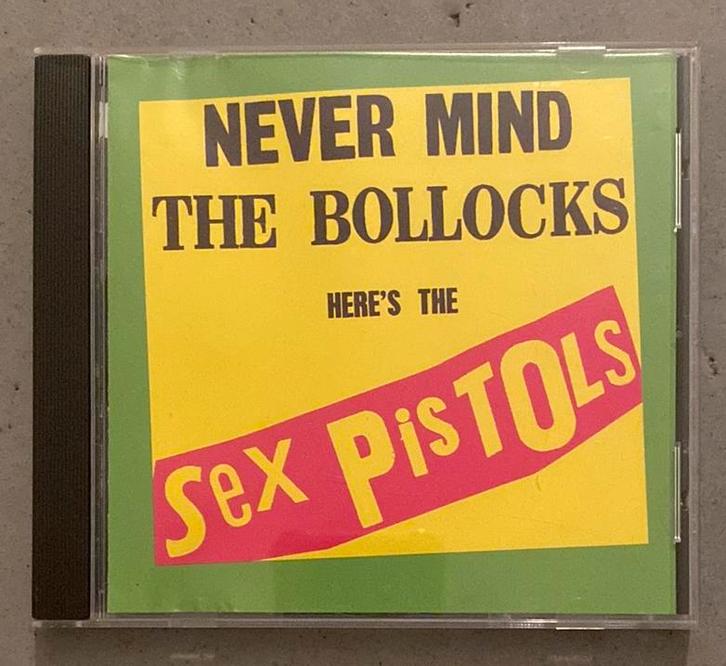 NEVER MIND
THE BOLLOCKS
HERE'S THE
Sex PisTOLS